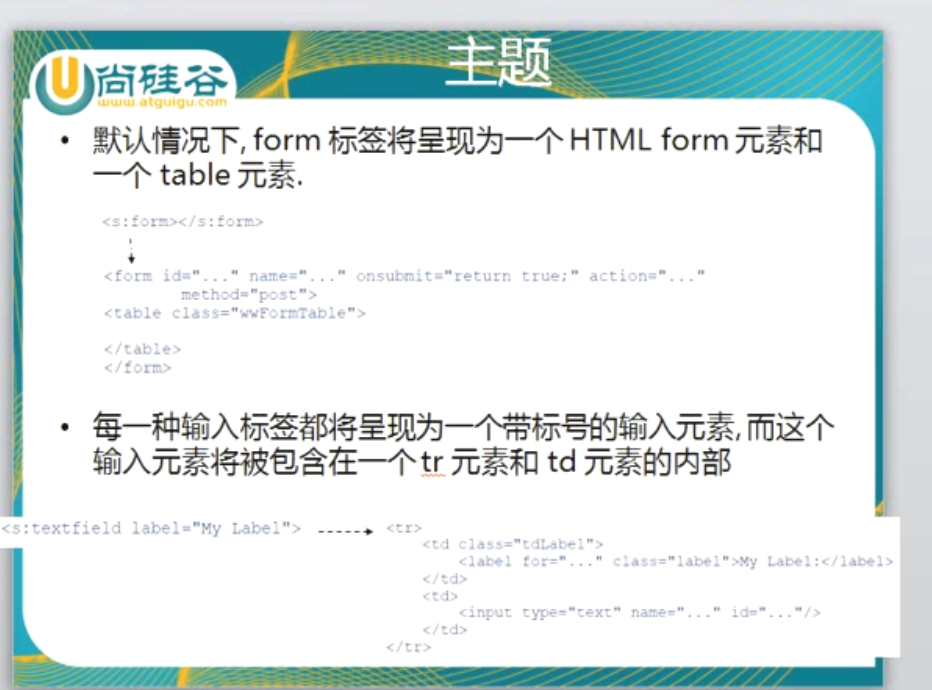 主题
U尚硅谷
www.atguigu.com
• 默认情况下, form 标签将呈现为一个 HTML form 元素和
一个 table 元素.
<s:form></s:form>
<form id="..." name="..." onsubmit="return true;" action="..."
method="post">
<table class="wwFormTable">
</table>
</form>
• 每一种输入标签都将呈现为一个带标号的输入元素, 而这个
输入元素将被包含在一个 tr 元素和 td 元素的内部
<s:textfield label="My Label">
<tr>
<td class="tdLabel">
<label for="..." class="label">My Label:</label>
</td>
<td>
<input type="text" name="..." id="..."/>
</td>
</tr>